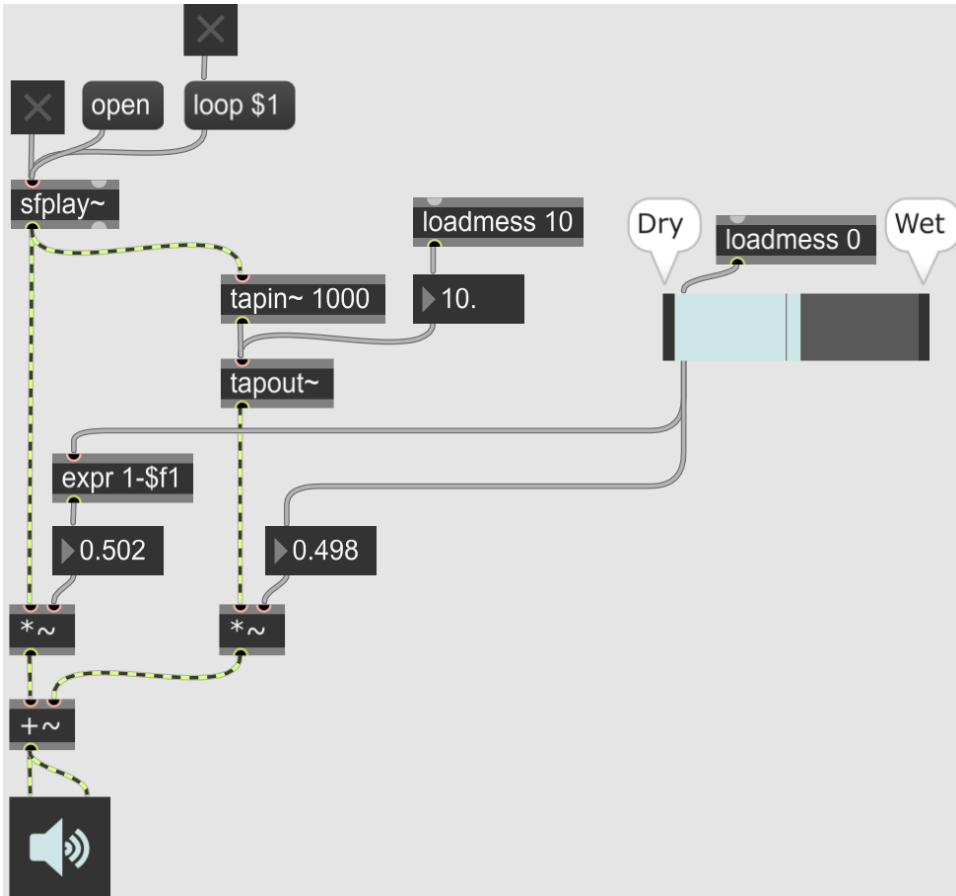 open
loop $1
sfplay~
loadmess 10
Dry
loadmess 0
Wet
tapin~ 1000
10.
tapout~
expr 1-$f1
0.502
0.498
*~
*~
+~